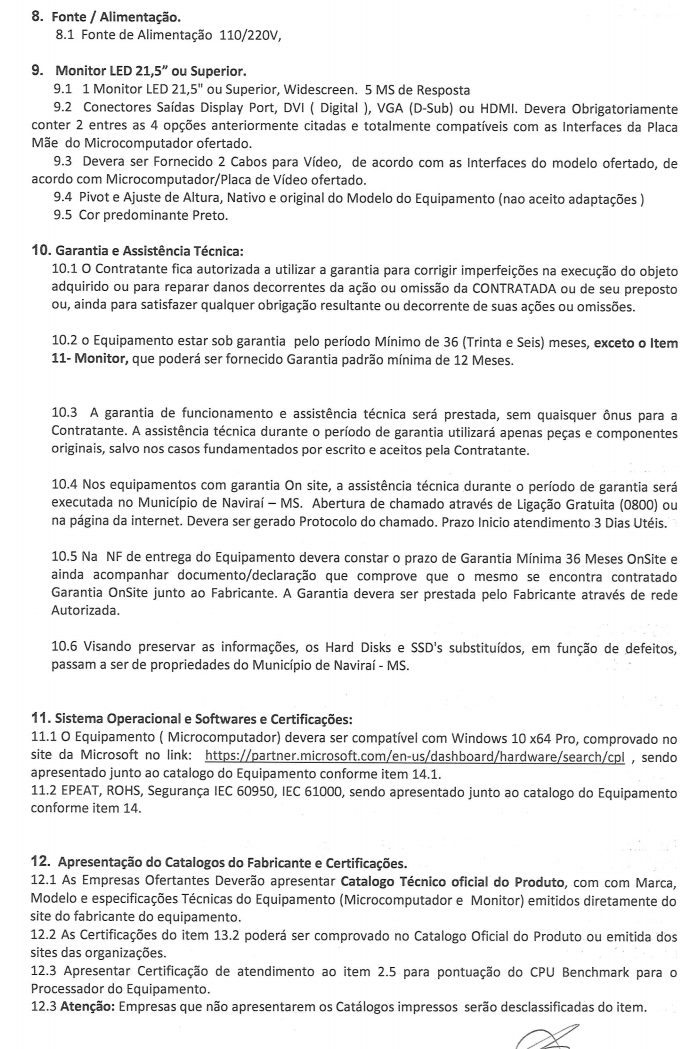 8. Fonte / Alimentação.
8.1 Fonte de Alimentação 110/220V,
9. Monitor LED 21,5” ou Superior.
9.1 1 Monitor LED 21,5" ou Superior, Widescreen. 5 MS de Resposta
9.2 Conectores Saídas Display Port, DVI ( Digital ), VGA (D-Sub) ou HDMI. Devera Obrigatoriamente
conter 2 entres as 4 opções anteriormente citadas e totalmente compatíveis com as Interfaces da Placa
Mãe do Microcomputador ofertado.
9.3 Devera ser Fornecido 2 Cabos para Vídeo, de acordo com as Interfaces do modelo ofertado, de
acordo com Microcomputador/Placa de Vídeo ofertado.
9.4 Pivot e Ajuste de Altura, Nativo e original do Modelo do Equipamento (nao aceito adaptações )
9.5 Cor predominante Preto.
10. Garantia e Assistência Técnica:
10.1 O Contratante fica autorizada a utilizar a garantia para corrigir imperfeições na execução do objeto
adquirido ou para reparar danos decorrentes da ação ou omissão da CONTRATADA ou de seu preposto
ou, ainda para satisfazer qualquer obrigação resultante ou decorrente de suas ações ou omissões.
10.2 o Equipamento estar sob garantia pelo período Mínimo de 36 (Trinta e Seis) meses, exceto o Item
11- Monitor, que poderá ser fornecido Garantia padrão mínima de 12 Meses.
10.3 A garantia de funcionamento e assistência técnica será prestada, sem quaisquer ônus para a
Contratante. A assistência técnica durante o período de garantia utilizará apenas peças e componentes
originais, salvo nos casos fundamentados por escrito e aceitos pela Contratante.
10.4 Nos equipamentos com garantia On site, a assistência técnica durante o período de garantia será
executada no Município de Naviraí – MS. Abertura de chamado através de Ligação Gratuita (0800) ou
na página da internet. Devera ser gerado Protocolo do chamado. Prazo Inicio atendimento 3 Dias Utéis.
10.5 Na NF de entrega do Equipamento devera constar o prazo de Garantia Mínima 36 Meses OnSite e
ainda acompanhar documento/declaração que comprove que o mesmo se encontra contratado
Garantia OnSite junto ao Fabricante. A Garantia devera ser prestada pelo Fabricante através de rede
Autorizada.
10.6 Visando preservar as informações, os Hard Disks e SSD's substituídos, em função de defeitos,
passam a ser de propriedades do Município de Naviraí - MS.
11. Sistema Operacional e Softwares e Certificações:
11.1 O Equipamento ( Microcomputador) devera ser compatível com Windows 10 x64 Pro, comprovado no
site da Microsoft no link: https://partner.microsoft.com/en-us/dashboard/hardware/search/cpl , sendo
apresentado junto ao catalogo do Equipamento conforme item 14.1.
11.2 EPEAT, ROHS, Segurança IEC 60950, IEC 61000, sendo apresentado junto ao catalogo do Equipamento
conforme item 14.
12. Apresentação do Catalogos do Fabricante e Certificações.
12.1 As Empresas Ofertantes Deverão apresentar Catalogo Técnico oficial do Produto, com com Marca,
Modelo e especificações Técnicas do Equipamento (Microcomputador e Monitor) emitidos diretamente do
site do fabricante do equipamento.
12.2 As Certificações do item 13.2 poderá ser comprovado no Catalogo Oficial do Produto ou emitida dos
sites das organizações.
12.3 Apresentar Certificação de atendimento ao item 2.5 para pontuação do CPU Benchmark para o
Processador do Equipamento.
12.3 Atenção: Empresas que não apresentarem os Catálogos impressos serão desclassificadas do item.